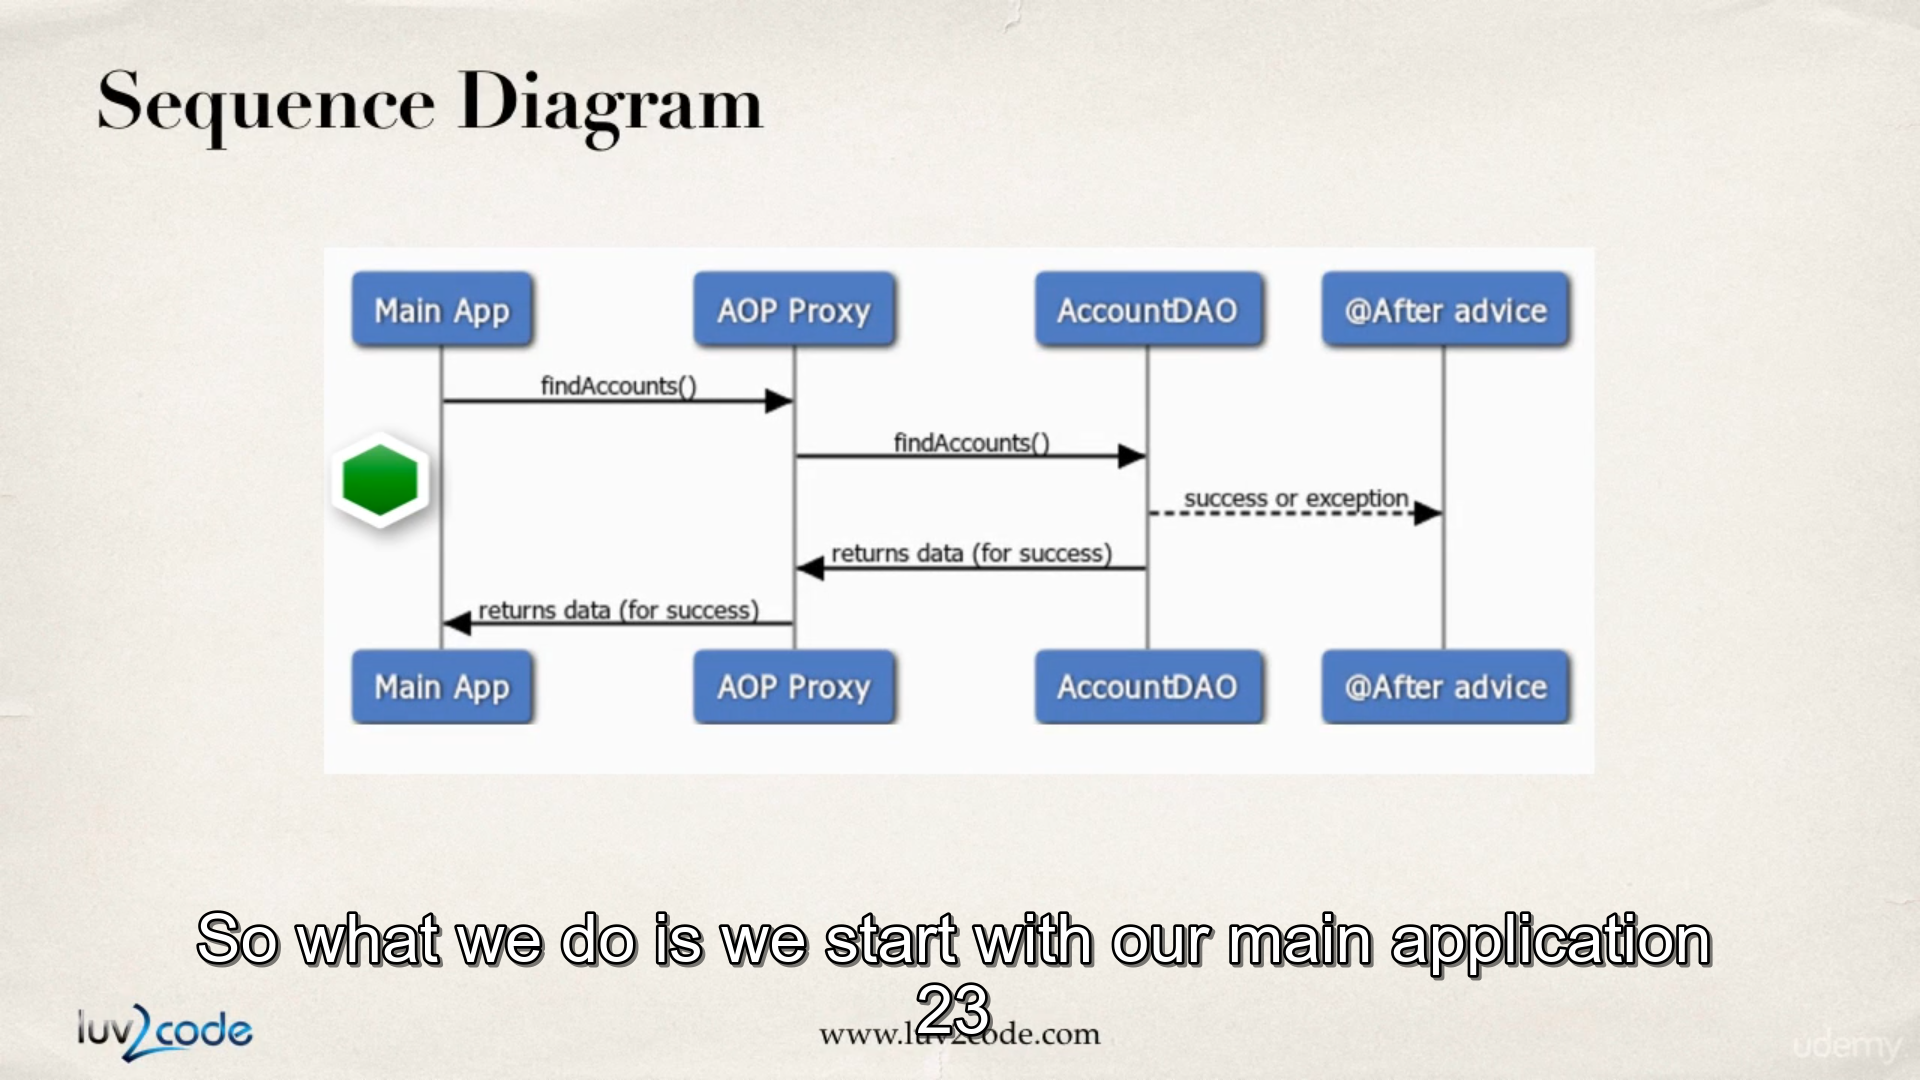 Sequence Diagram
Main App
AOP Proxy
AccountDAO
@After advice
findAccounts()
findAccounts()
success or exception
returns data (for success)
returns data (for success)
Main App
AOP Proxy
AccountDAO
@After advice
So what we do is we start with our main application
23
luv2code
www.luv2code.com
udemy